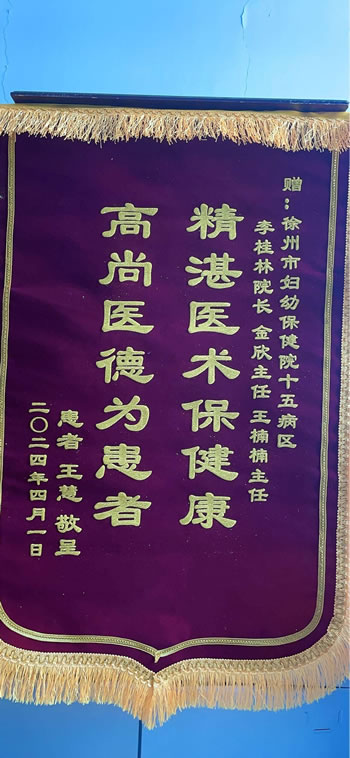 赠：徐州市妇幼保健院十五病区
李桂林院长 金欣主任 王楠楠主任
精湛医术保健康
高尚医德为患者
患者 王慧 敬呈
二〇二四年四月一日